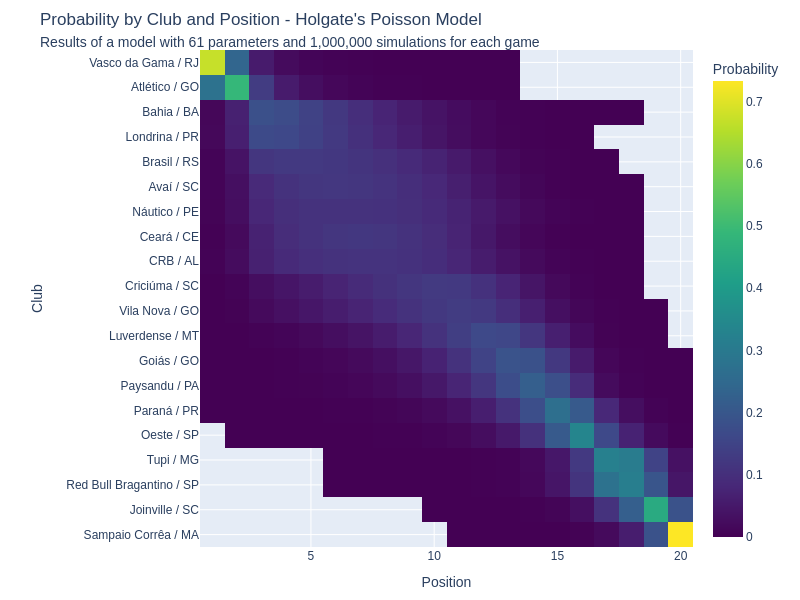 Probability by Club and Position - Holgate's Poisson Model
Results of a model with 61 parameters and 1,000,000 simulations for each game
Probability
Vasco da Gama / RJ
Atlético / GO
Bahia / BA
Londrina / PR
Brasil / RS
Avaí / SC
Náutico / PE
Ceará / CE
CRB / AL
Criciúma / SC
Vila Nova / GO
Luverdense / MT
Goiás / GO
Paysandu / PA
Paraná / PR
Oeste / SP
Tupi / MG
Red Bull Bragantino / SP
Joinville / SC
Sampaio Corrêa / MA
Club
5
10
15
20
Position
0.7
0.6
0.5
0.4
0.3
0.2
0.1
0